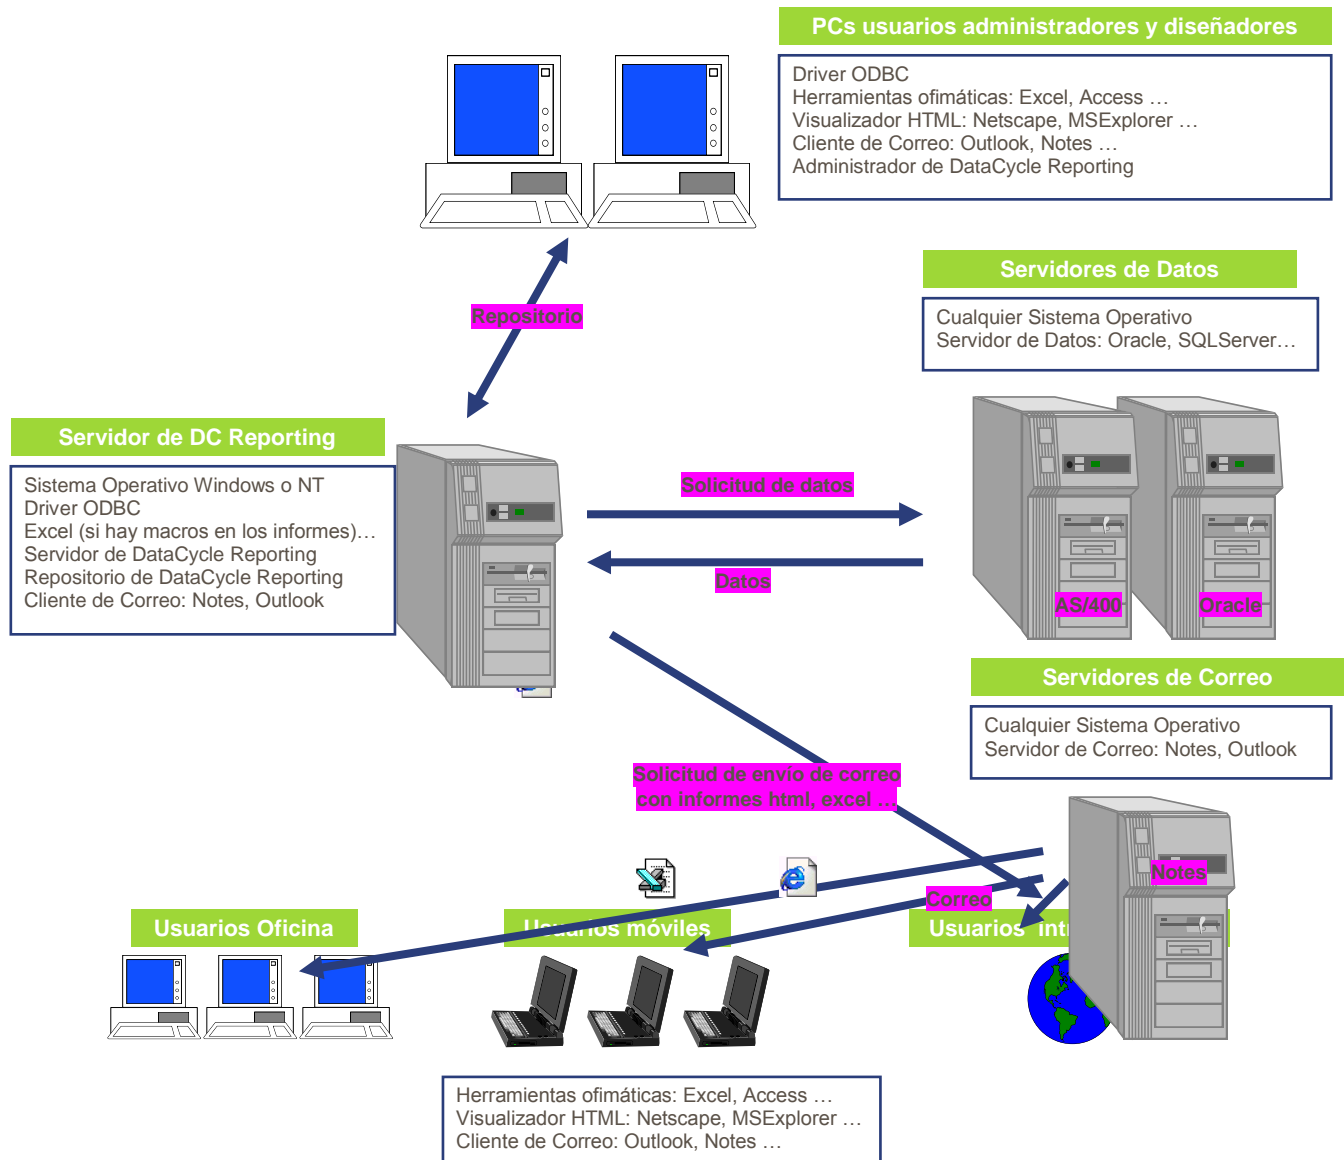 PCs usuarios administradores y diseñadores
Driver ODBC
Herramientas ofimáticas: Excel, Access …
Visualizador HTML: Netscape, MSExplorer …
Cliente de Correo: Outlook, Notes …
Administrador de DataCycle Reporting
Servidores de Datos
Cualquier Sistema Operativo
Servidor de Datos: Oracle, SQLServer…
Repositorio
Servidor de DC Reporting
Sistema Operativo Windows o NT
Driver ODBC
Excel (si hay macros en los informes)…
Servidor de DataCycle Reporting
Repositorio de DataCycle Reporting
Cliente de Correo: Notes, Outlook
Solicitud de datos
Datos
AS/400
Oracle
Servidores de Correo
Cualquier Sistema Operativo
Servidor de Correo: Notes, Outlook
Solicitud de envío de correo
con informes html, excel …
Notes
Correo
Usuarios Oficina
Usuarios móviles
Usuarios
Herramientas ofimáticas: Excel, Access …
Visualizador HTML: Netscape, MSExplorer …
Cliente de Correo: Outlook, Notes …